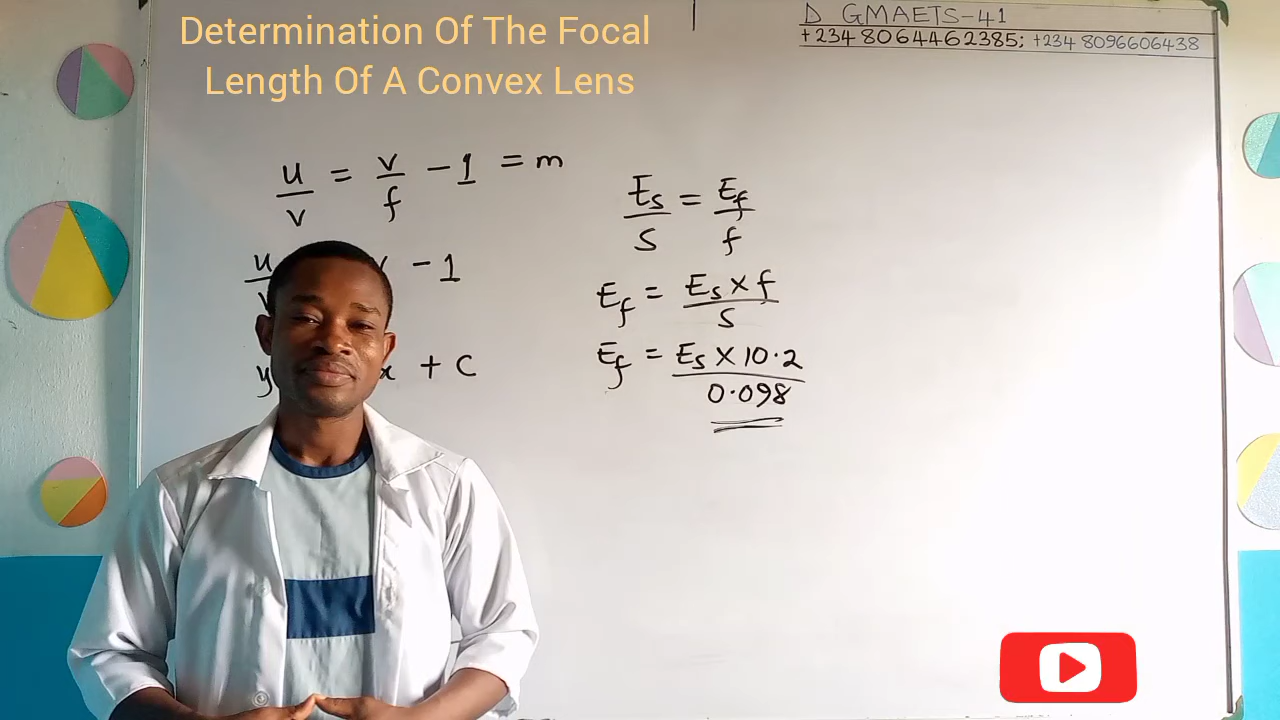 Determination Of The Focal
Length Of A Convex Lens
D GMAETS-41
+234 8064462385; +234 8096606438
u/v = v/f - 1 = m
u - 1
y + c
Es/s = Ef/f
Ef = Es × f/s
Ef = Es × 10.2/0.098